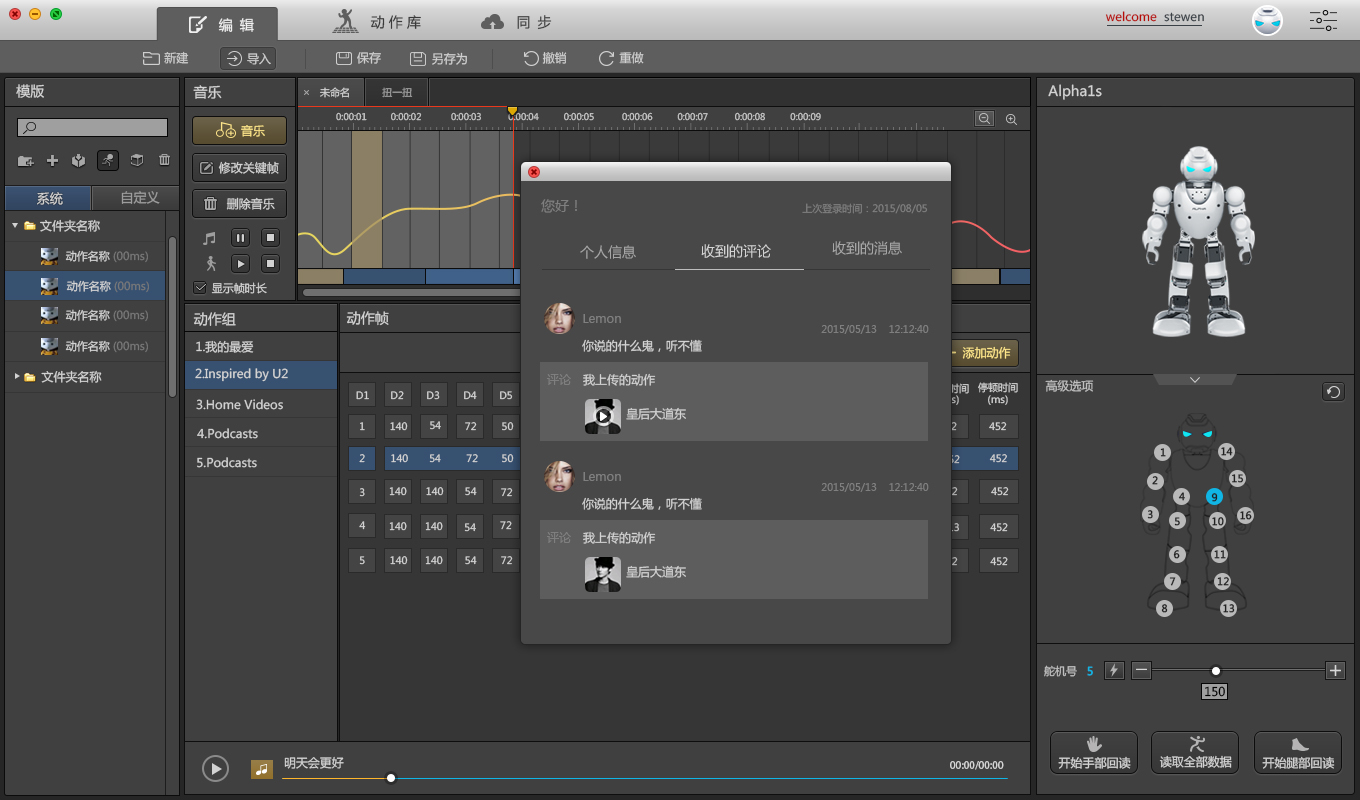 编 辑
动作库
同 步
welcome stewen
新建
导入
保存
另存为
撤销
重做
模版
系统
自定义
文件夹名称
动作名称 (00ms)
动作名称 (00ms)
动作名称 (00ms)
动作名称 (00ms)
文件夹名称
音乐
音乐
修改关键帧
删除音乐
显示帧时长
× 未命名
扭一扭
0:00:01 0:00:02 0:00:03 0:00:04 0:00:05 0:00:06 0:00:07 0:00:08 0:00:09
动作组
1.我的最爱
2.Inspired by U2
3.Home Videos
4.Podcasts
5.Podcasts
动作帧
添加动作
D1 D2 D3 D4 D5
时间
停顿时间
(ms)
1 140 54 72 50 452
2 140 54 72 50 452
3 140 140 54 72 452
4 140 140 54 72 452
5 140 140 54 72 452
您好！
上次登录时间：2015/08/05
个人信息
收到的评论
收到的消息
Lemon
2015/05/13 12:12:40
你说的什么鬼，听不懂
评论 我上传的动作
皇后大道东
Lemon
2015/05/13 12:12:40
你说的什么鬼，听不懂
评论 我上传的动作
皇后大道东
明天会更好
00:00/00:00
Alpha1s
高级选项
1
14
2
15
4
9
3
5
10
16
6
11
7
12
8
13
舵机号 5
150
开始手部回读
读取全部数据
开始腿部回读